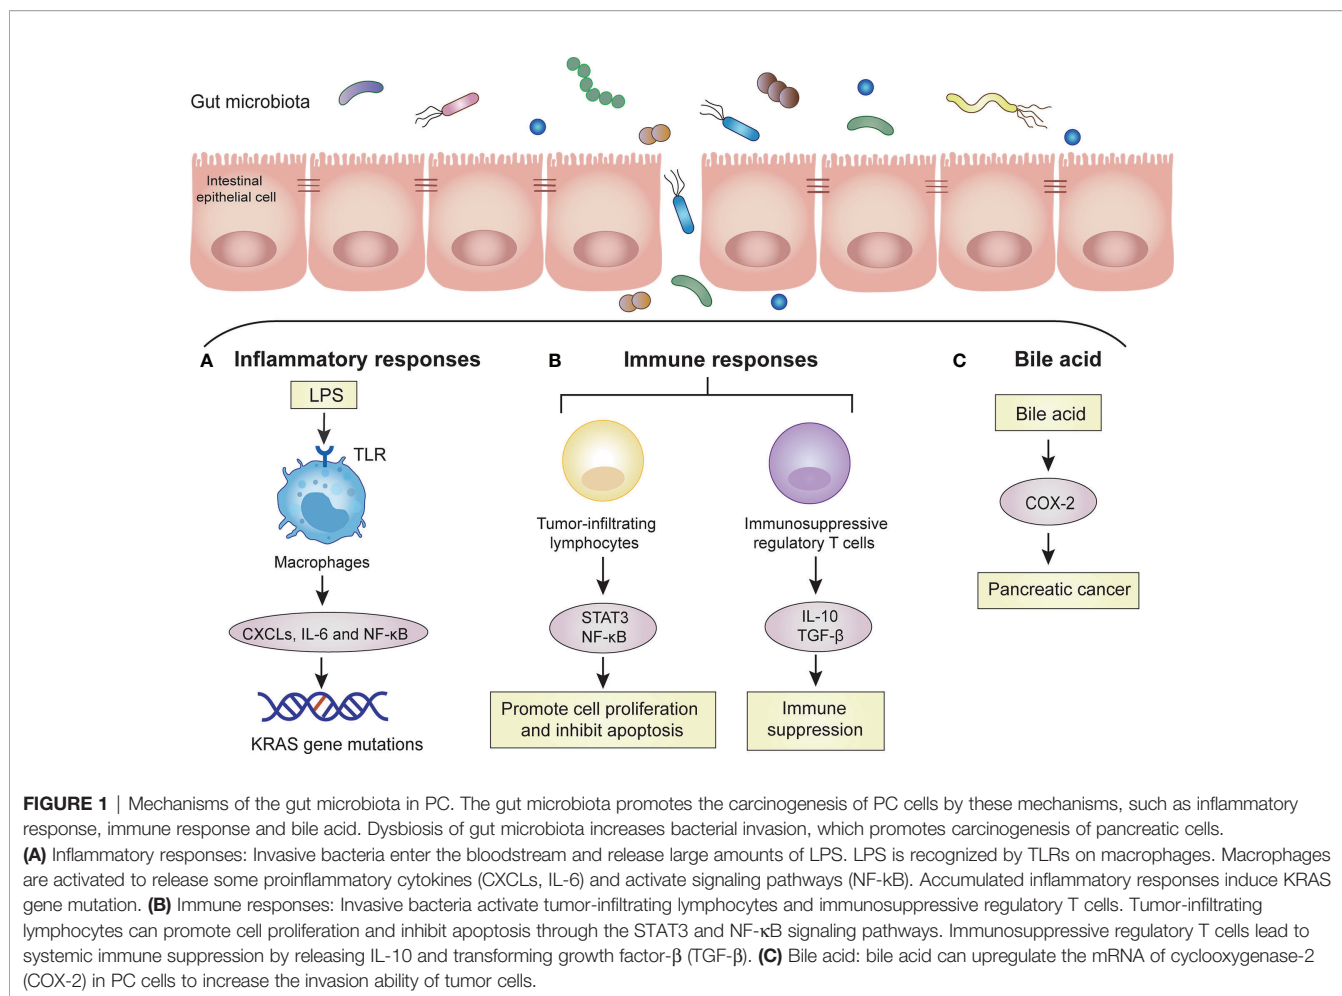 Gut microbiota
Intestinal
epithelial cell
A Inflammatory responses
LPS
TLR
Macrophages
CXCLs, IL-6 and NF-κB
KRAS gene mutations
B Immune responses
Tumor-infiltrating
lymphocytes
STAT3
NF-κB
Promote cell proliferation
and inhibit apoptosis
Immunosuppressive
regulatory T cells
IL-10
TGF-β
Immune
suppression
C Bile acid
Bile acid
COX-2
Pancreatic cancer
FIGURE 1 | Mechanisms of the gut microbiota in PC. The gut microbiota promotes the carcinogenesis of PC cells by these mechanisms, such as inflammatory
response, immune response and bile acid. Dysbiosis of gut microbiota increases bacterial invasion, which promotes carcinogenesis of pancreatic cells.
(A) Inflammatory responses: Invasive bacteria enter the bloodstream and release large amounts of LPS. LPS is recognized by TLRs on macrophages. Macrophages
are activated to release some proinflammatory cytokines (CXCLs, IL-6) and activate signaling pathways (NF-kB). Accumulated inflammatory responses induce KRAS
gene mutation. (B) Immune responses: Invasive bacteria activate tumor-infiltrating lymphocytes and immunosuppressive regulatory T cells. Tumor-infiltrating
lymphocytes can promote cell proliferation and inhibit apoptosis through the STAT3 and NF-κB signaling pathways. Immunosuppressive regulatory T cells lead to
systemic immune suppression by releasing IL-10 and transforming growth factor-β (TGF-β). (C) Bile acid: bile acid can upregulate the mRNA of cyclooxygenase-2
(COX-2) in PC cells to increase the invasion ability of tumor cells.